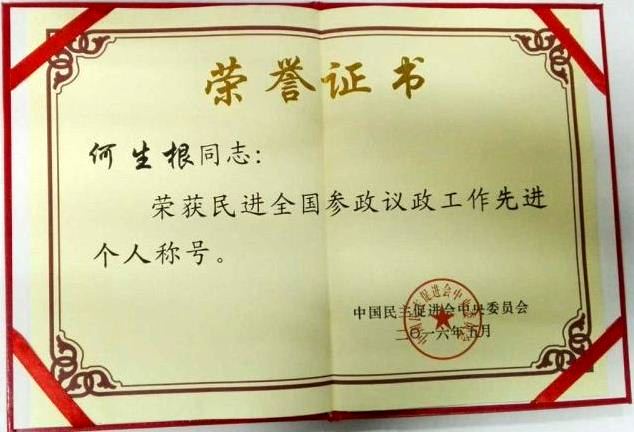 荣誉证书
何生根同志：
荣获民进全国参政议政工作先进
个人称号。
中国民主促进会中央委员会
二〇一六年五月